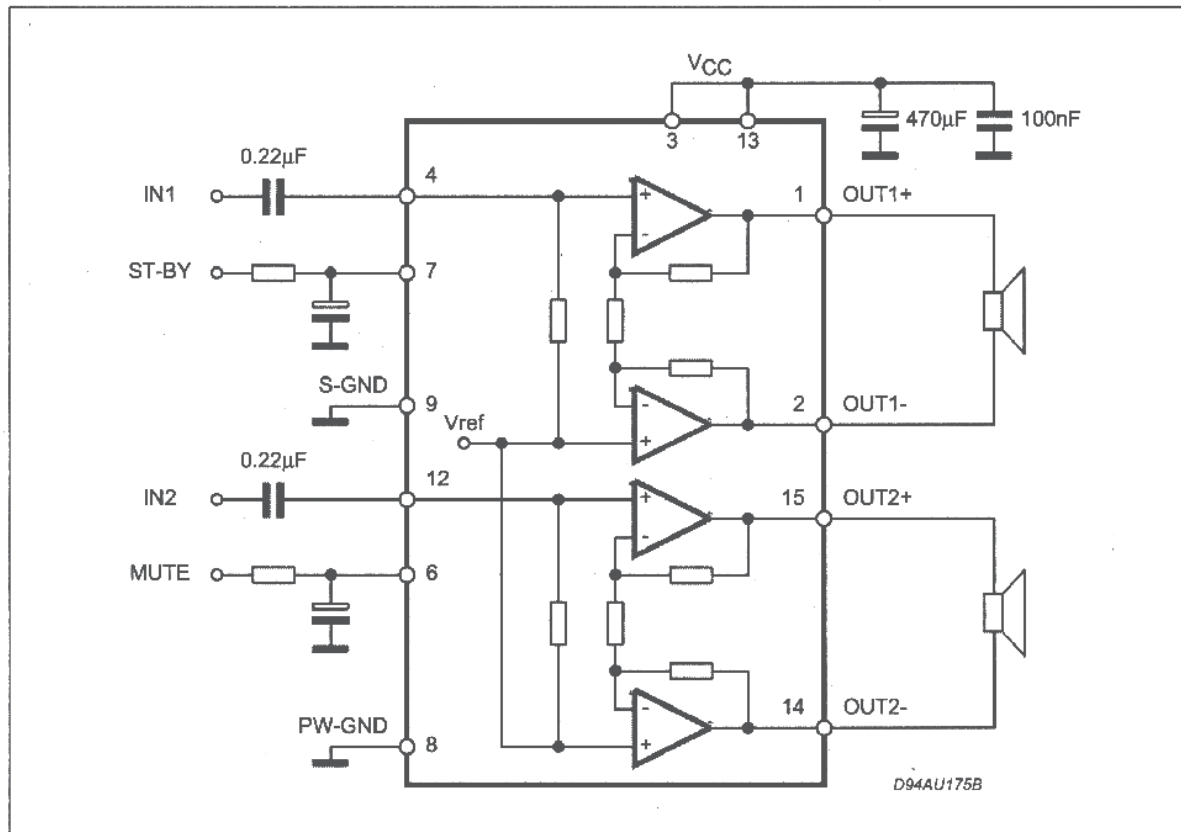 VCC
470µF
100nF
3
13
0.22µF
4
IN1
+
-
1
OUT1+
ST-BY
7
S-GND
9
-
+
2
OUT1-
Vref
0.22µF
12
IN2
+
-
15
OUT2+
MUTE
6
PW-GND
8
-
+
14
OUT2-
D94AU175B